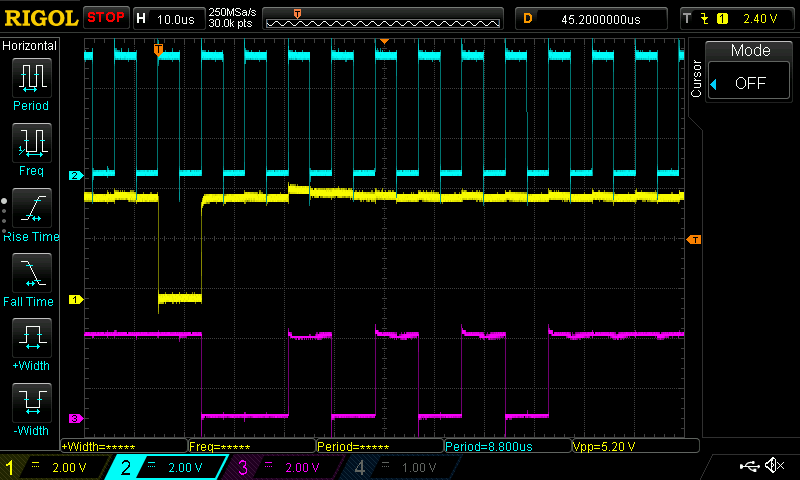 RIGOL STOP H 10.0us 250MSa/s 30.0k pts D 45.2000000us T 1 2.40 V
Horizontal
Period
Freq
Rise Time
Fall Time
+Width
-Width
T
2
1
3
T
Cursor
Mode
OFF
+Width=***** Freq=***** Period=***** Period=8.800us Vpp=5.20 V
1 2.00 V 2 2.00 V 3 2.00 V 4 1.00 V